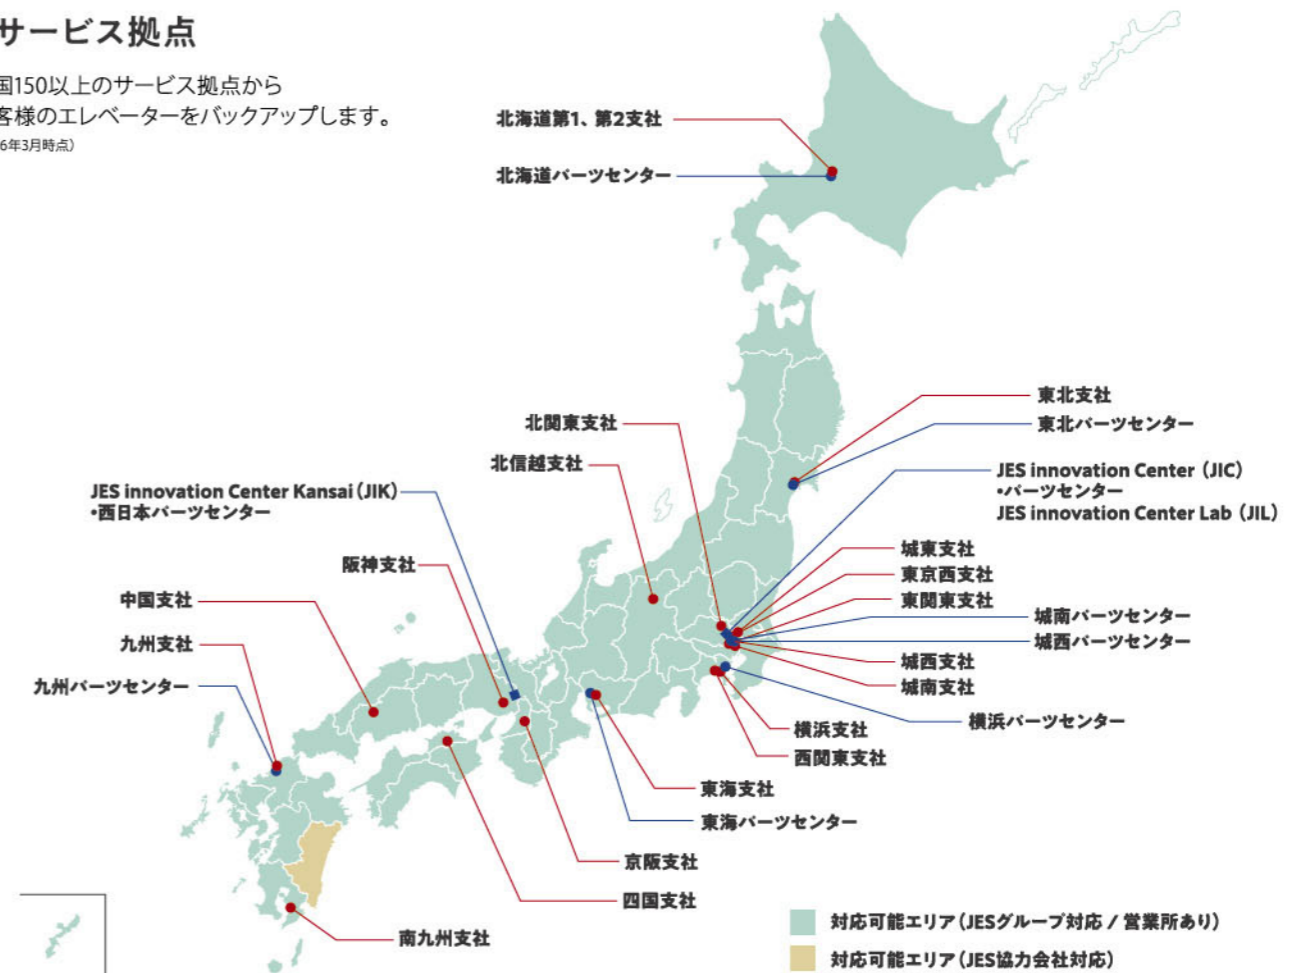 サービス拠点
国150以上のサービス拠点から
客様のエレベーターをバックアップします。
6年3月時点）
北海道第1、第2支社
北海道パーツセンター
東北支社
東北パーツセンター
北関東支社
北信越支社
JES innovation Center （JIC）
・パーツセンター
JES innovation Center Lab （JIL）
JES innovation Center Kansai（JIK）
・西日本パーツセンター
城東支社
東京西支社
東関東支社
城南パーツセンター
城西パーツセンター
城西支社
城南支社
阪神支社
中国支社
九州支社
九州パーツセンター
横浜パーツセンター
横浜支社
西関東支社
東海支社
東海パーツセンター
京阪支社
四国支社
南九州支社
対応可能エリア（JESグループ対応 / 営業所あり）
対応可能エリア（JES協力会社対応）